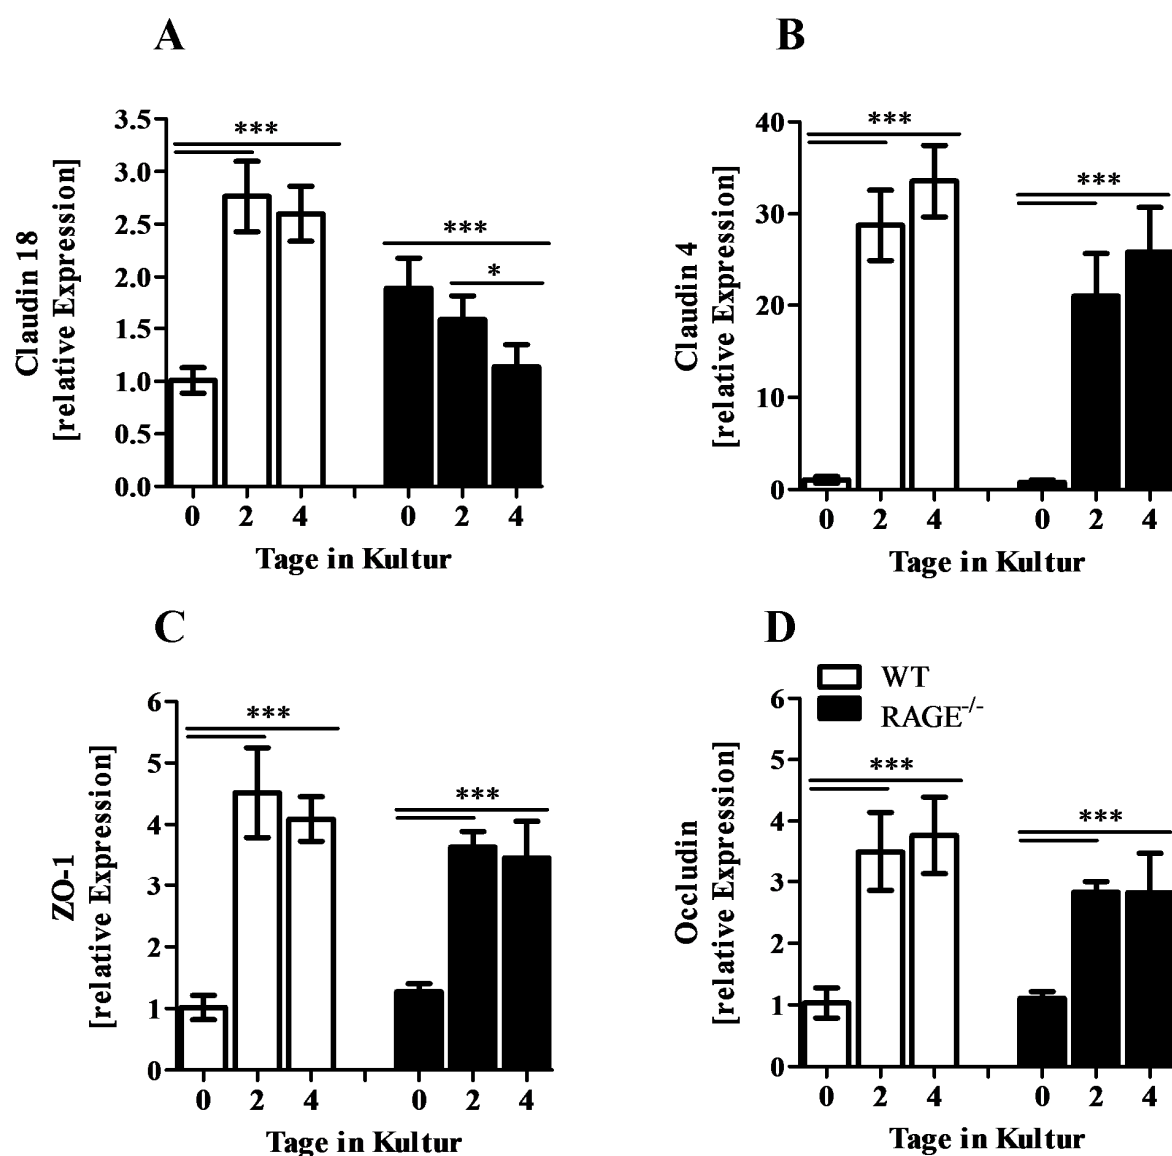 A
Claudin 18
[relative Expression]
3.5
3.0
2.5
2.0
1.5
1.0
0.5
0.0
***
***
*
0 2 4 0 2 4
Tage in Kultur
B
Claudin 4
[relative Expression]
40
30
20
10
0
***
***
0 2 4 0 2 4
Tage in Kultur
C
ZO-1
[relative Expression]
6
5
4
3
2
1
0
***
***
0 2 4 0 2 4
Tage in Kultur
D
WT
RAGE-/-
Occludin
[relative Expression]
6
5
4
3
2
1
0
***
***
0 2 4 0 2 4
Tage in Kultur